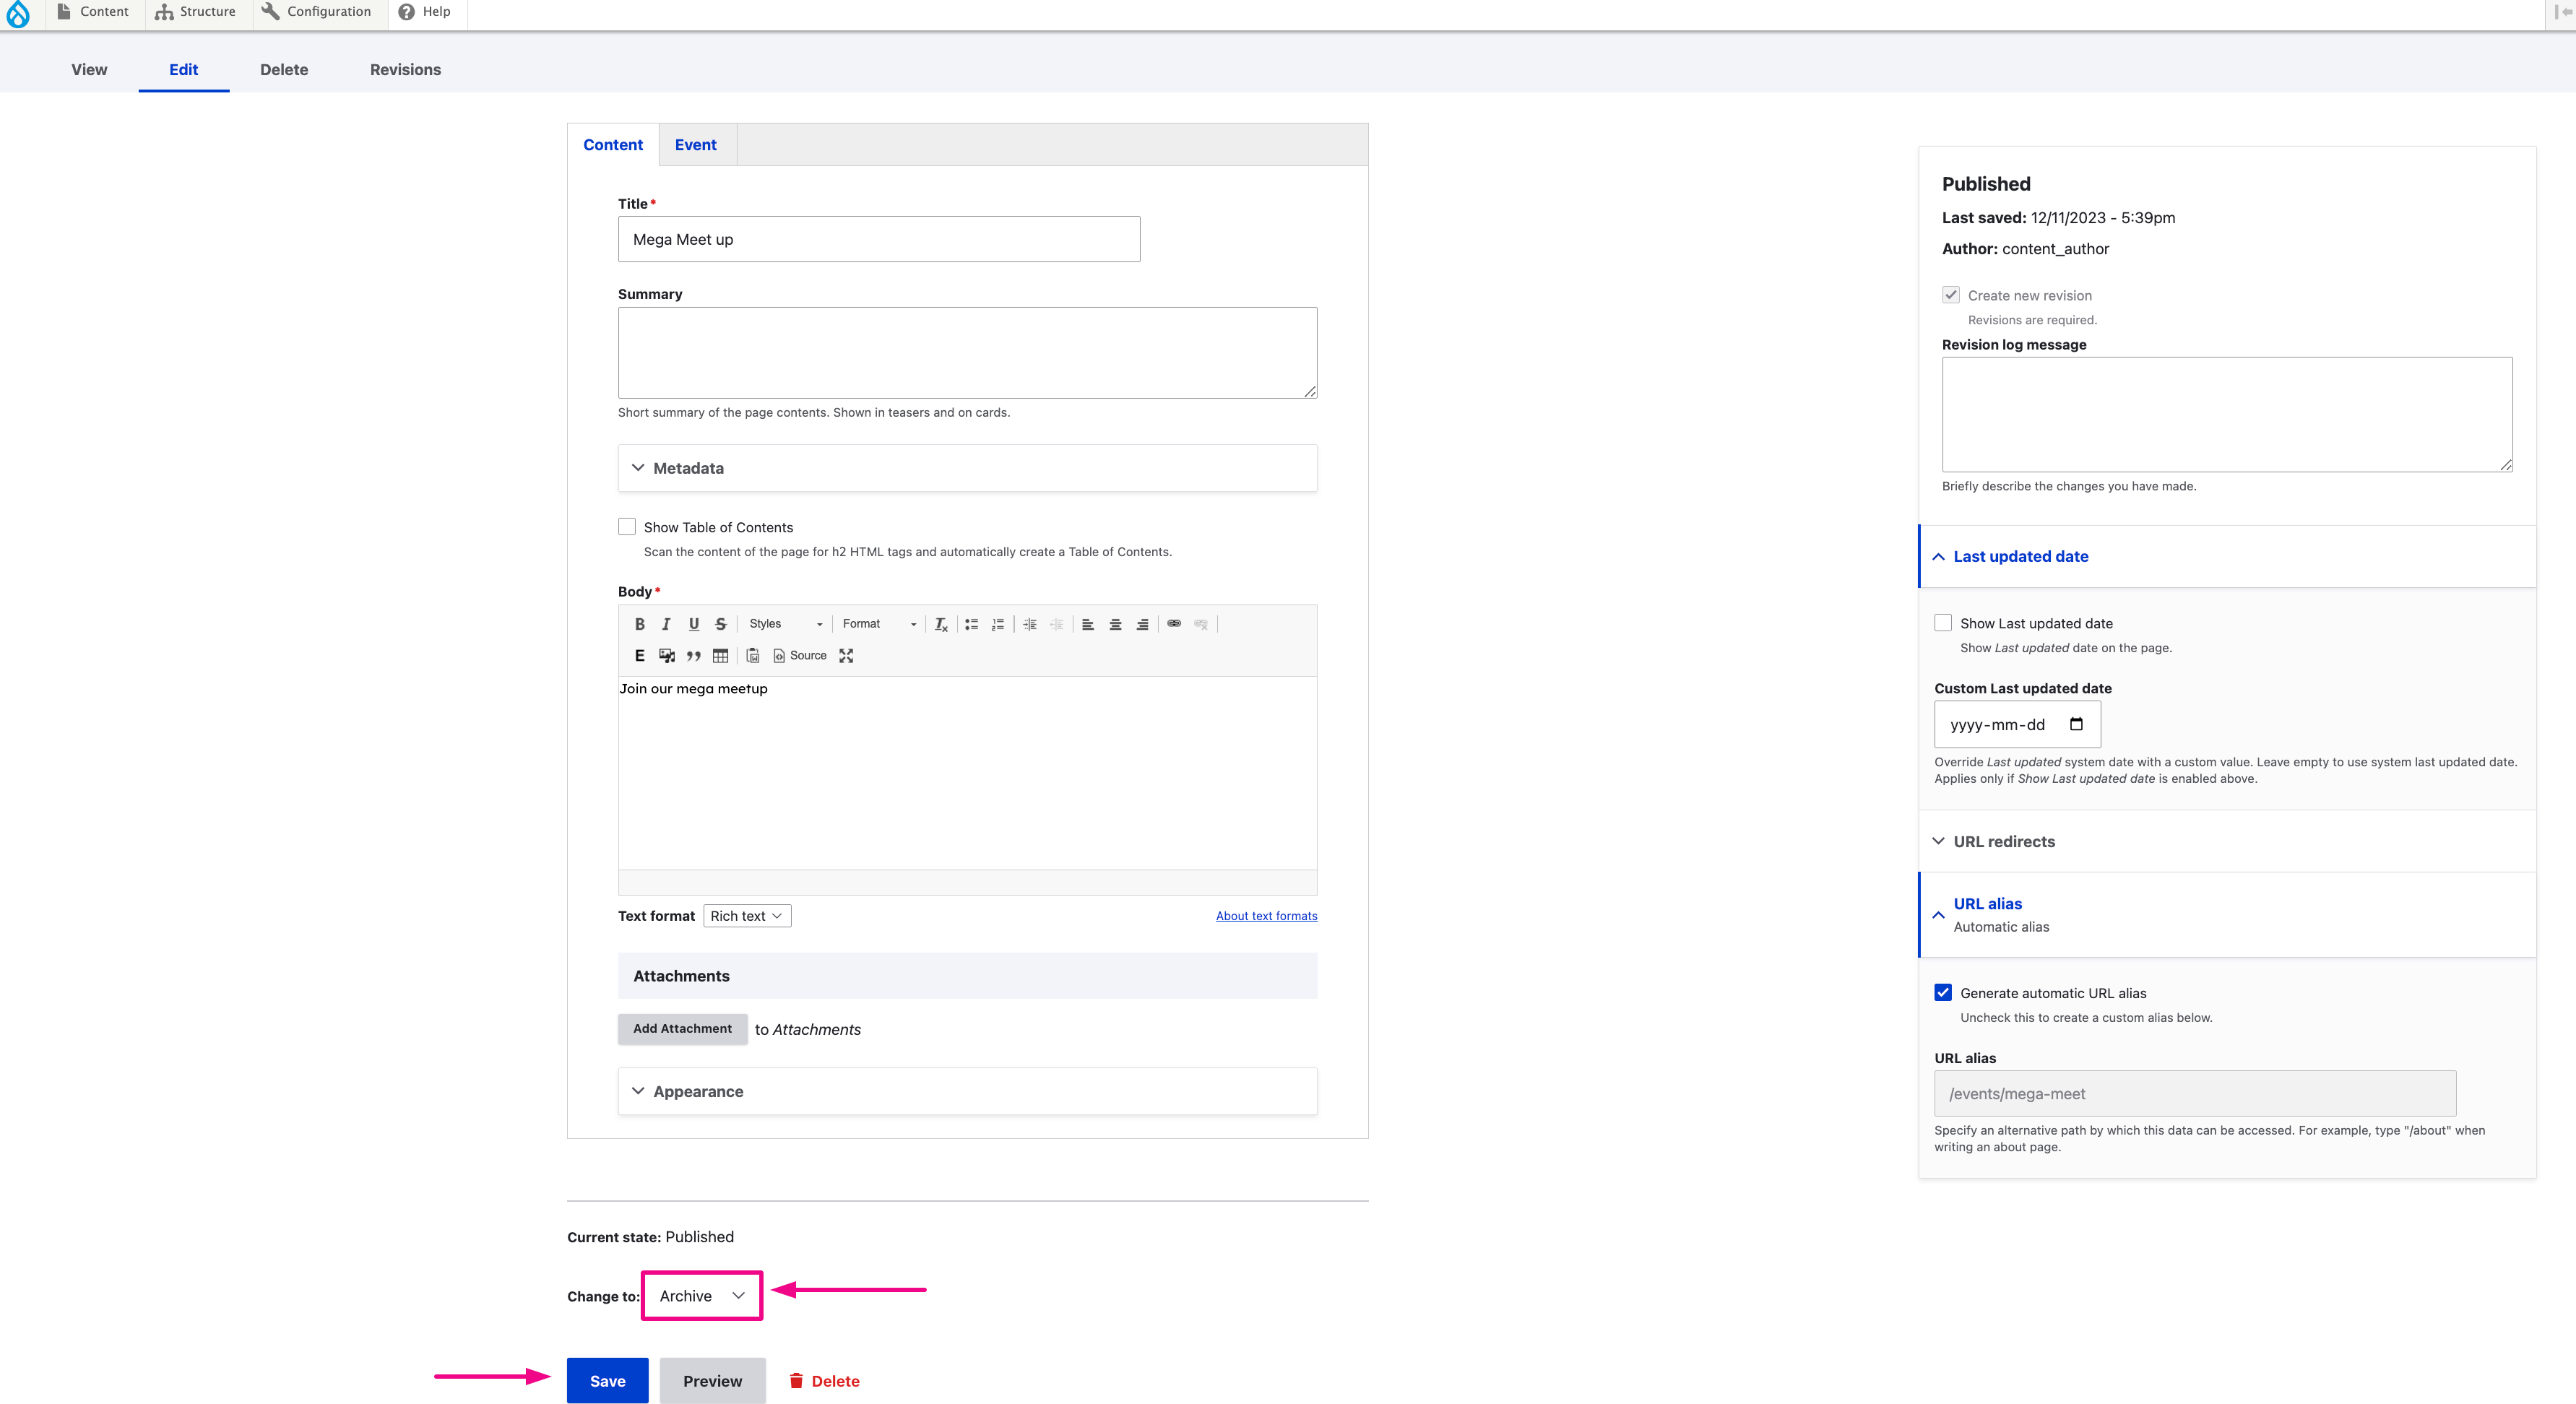 Content Structure Configuration Help
View Edit Delete Revisions
Content Event
Title*
Mega Meet up
Summary
Short summary of the page contents. Shown in teasers and on cards.
Metadata
Show Table of Contents
Scan the content of the page for h2 HTML tags and automatically create a Table of Contents.
Body*
B I U S Styles Format Tx
E Source
Join our mega meetup
Text format Rich text About text formats
Attachments
Add Attachment to Attachments
Appearance
Current state: Published
Change to: Archive
Save Preview Delete
Published
Last saved: 12/11/2023 - 5:39pm
Author: content_author
Create new revision
Revisions are required.
Revision log message
Briefly describe the changes you have made.
Last updated date
Show Last updated date
Show Last updated date on the page.
Custom Last updated date
yyyy-mm-dd
Override Last updated system date with a custom value. Leave empty to use system last updated date.
Applies only if Show Last updated date is enabled above.
URL redirects
URL alias
Automatic alias
Generate automatic URL alias
Uncheck this to create a custom alias below.
URL alias
/events/mega-meet
Specify an alternative path by which this data can be accessed. For example, type "/about" when
writing an about page.